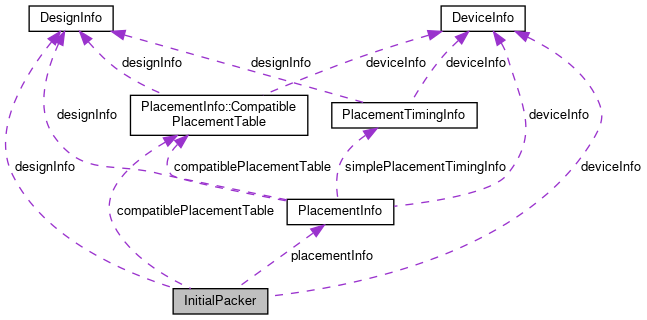 DesignInfo
DeviceInfo
designInfo
designInfo
deviceInfo
deviceInfo
PlacementInfo::Compatible
PlacementTable
PlacementTimingInfo
designInfo
deviceInfo
designInfo
compatiblePlacementTable
simplePlacementTimingInfo
deviceInfo
compatiblePlacementTable
PlacementInfo
placementInfo
InitialPacker